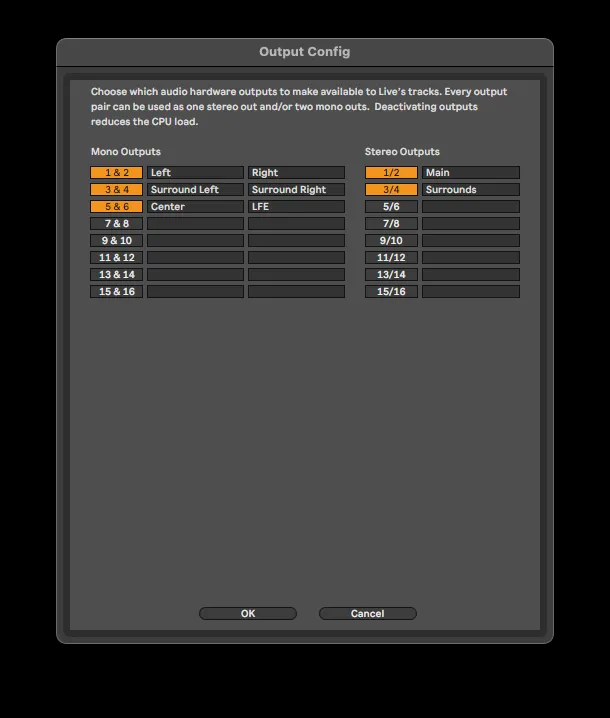 Output Config
Choose which audio hardware outputs to make available to Live's tracks. Every output
pair can be used as one stereo out and/or two mono outs.  Deactivating outputs
reduces the CPU load.
Mono Outputs
Stereo Outputs
1 & 2 Left Right 1/2 Main
3 & 4 Surround Left Surround Right 3/4 Surrounds
5 & 6 Center LFE 5/6
7 & 8 7/8
9 & 10 9/10
11 & 12 11/12
13 & 14 13/14
15 & 16 15/16
OK
Cancel